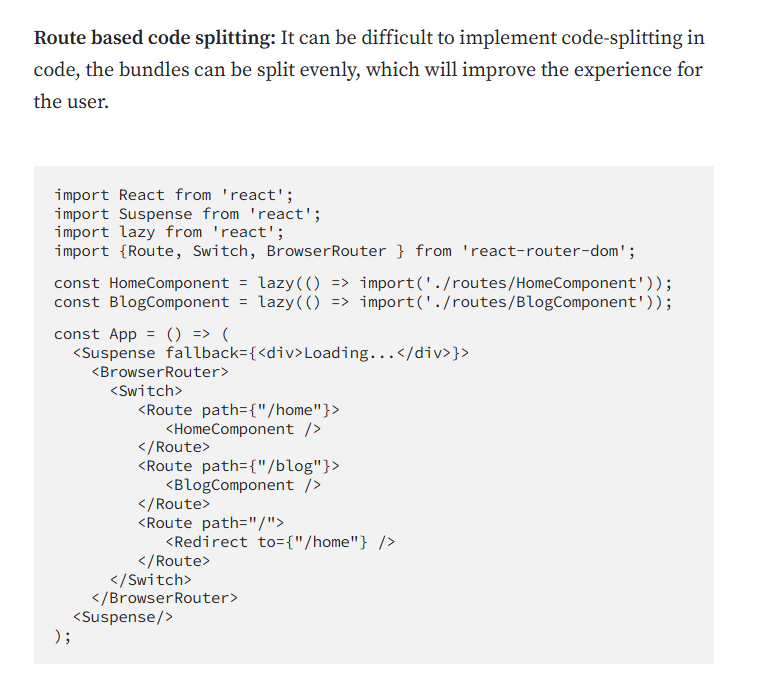 Route based code splitting: It can be difficult to implement code-splitting in
code, the bundles can be split evenly, which will improve the experience for
the user.
import React from 'react';
import Suspense from 'react';
import lazy from 'react';
import {Route, Switch, BrowserRouter } from 'react-router-dom';
const HomeComponent = lazy(() => import('./routes/HomeComponent'));
const BlogComponent = lazy(() => import('./routes/BlogComponent'));
const App = () => (
  <Suspense fallback={<div>Loading...</div>}>
    <BrowserRouter>
      <Switch>
         <Route path={"/home"}>
            <HomeComponent />
         </Route>
         <Route path={"/blog"}>
            <BlogComponent />
         </Route>
         <Route path="/">
            <Redirect to={"/home"} />
         </Route>
      </Switch>
    </BrowserRouter>
  <Suspense/>
);